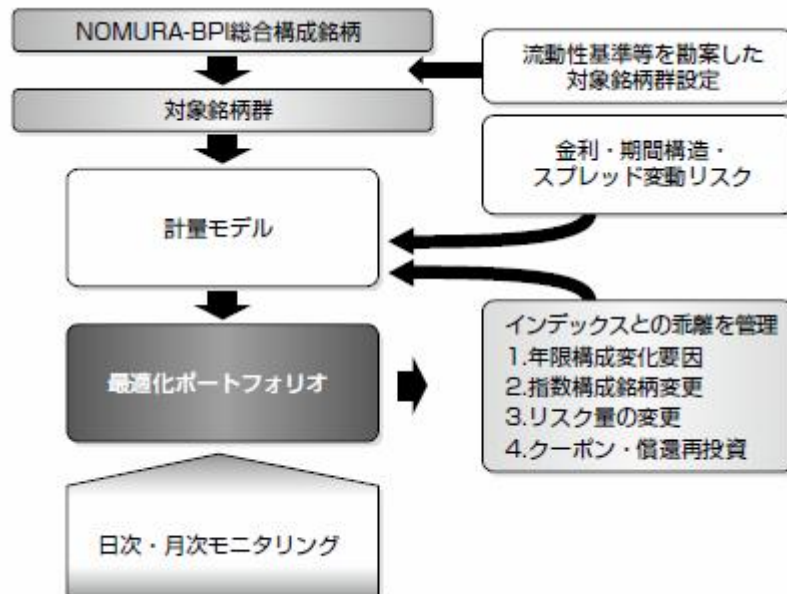 NOMURA-BPI総合構成銘柄
流動性基準等を勘案した
対象銘柄群設定
対象銘柄群
金利・期間構造・
スプレッド変動リスク
計量モデル
最適化ポートフォリオ
インデックスとの乖離を管理
1.年限構成変化要因
2.指数構成銘柄変更
3.リスク量の変更
4.クーポン・償還再投資
日次・月次モニタリング